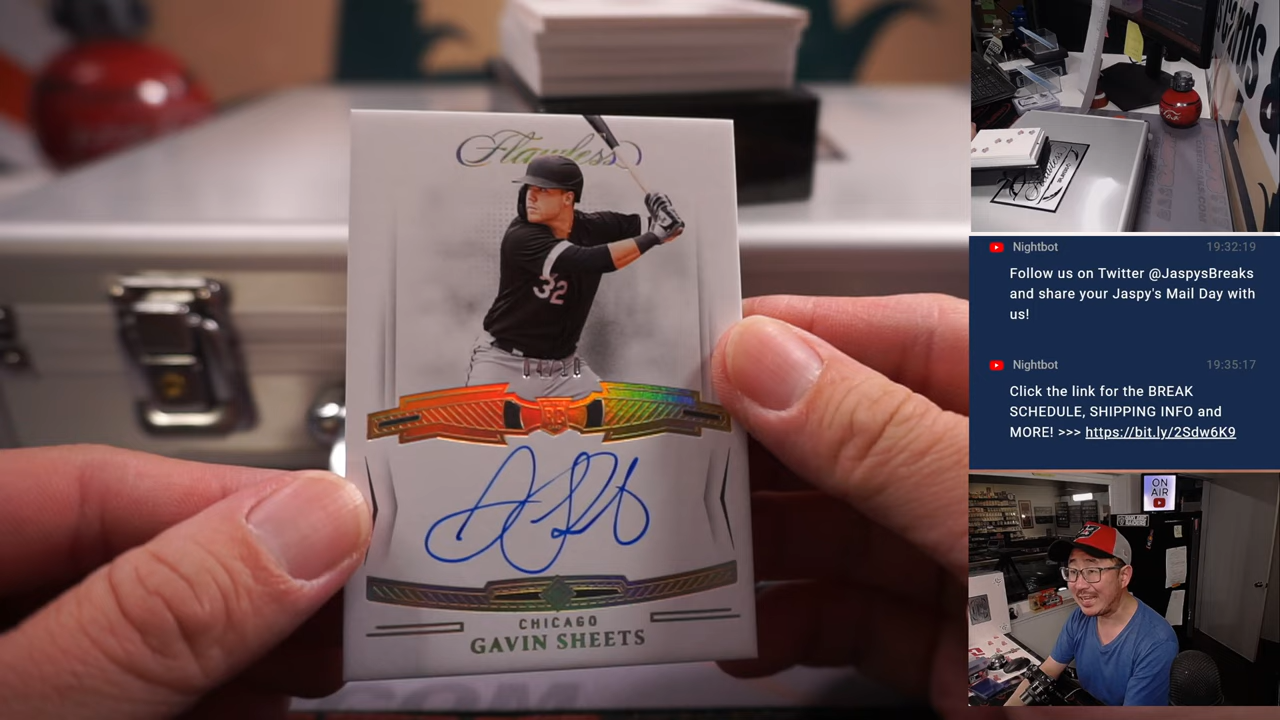 Flawless
32
RC
CHICAGO
GAVIN SHEETS
Nightbot 19:32:19
Follow us on Twitter @JaspysBreaks
and share your Jaspy's Mail Day with
us!
Nightbot 19:35:17
Click the link for the BREAK
SCHEDULE, SHIPPING INFO and
MORE! >>> https://bit.ly/2Sdw6K9
ON
AIR